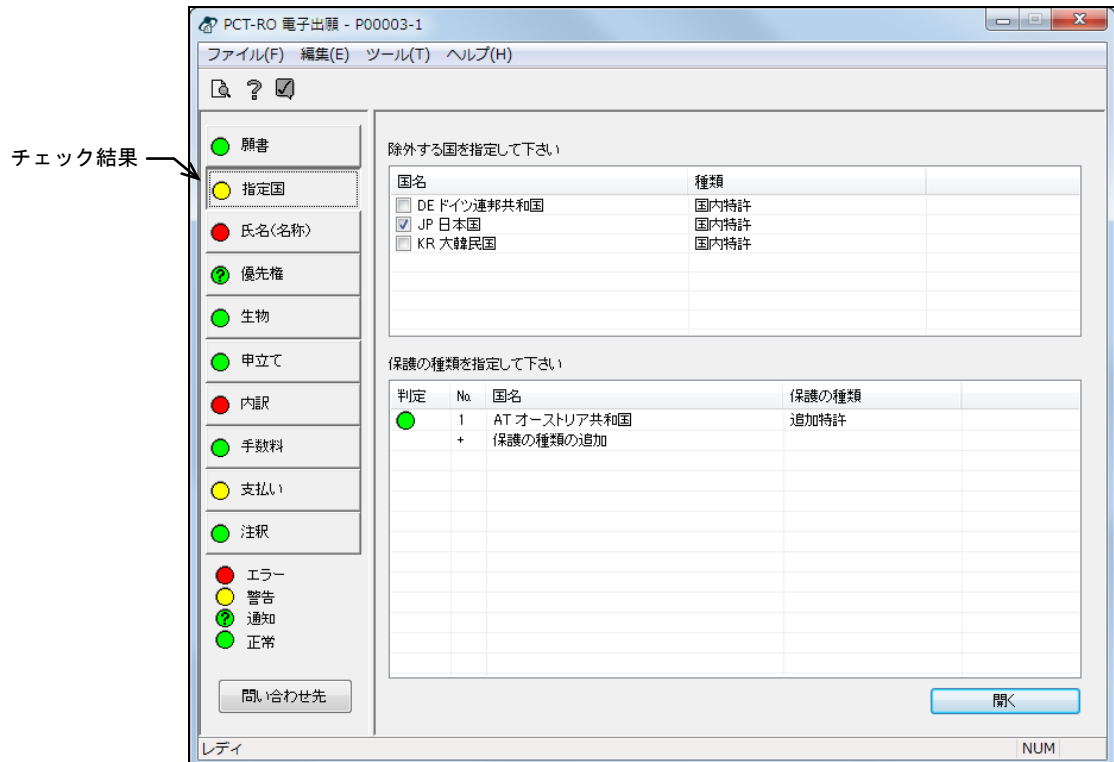 PCT-RO 電子出願 - P00003-1
ファイル(F) 編集(E) ツール(T) ヘルプ(H)
チェック結果
願書
指定国
氏名(名称)
優先権
生物
申立て
内訳
手数料
支払い
注釈
エラー
警告
通知
正常
問い合わせ先
除外する国を指定して下さい
国名 種類
DE ドイツ連邦共和国 国内特許
JP 日本国 国内特許
KR 大韓民国 国内特許
保護の種類を指定して下さい
判定 No. 国名 保護の種類
1 AT オーストリア共和国 追加特許
+ 保護の種類の追加
開く
レディ NUM